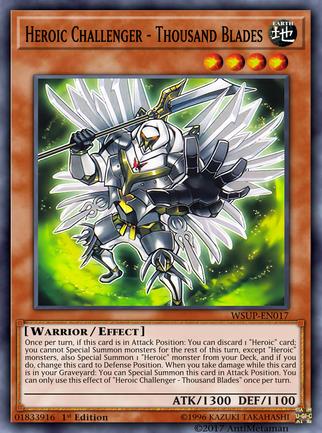 Heroic Challenger - Thousand Blades
EARTH
地
WSUP-EN017
[Warrior / Effect]
Once per turn, if this card is in Attack Position: You can discard 1 "Heroic" card;
you cannot Special Summon monsters for the rest of this turn, except "Heroic"
monsters, also Special Summon 1 "Heroic" monster from your Deck, and if you
do, change this card to Defense Position. When you take damage while this card
is in your Graveyard: You can Special Summon this card in Attack Position. You
can only use this effect of "Heroic Challenger - Thousand Blades" once per turn.
ATK/1300 DEF/1100
01833916 1st Edition ©1996 KAZUKI TAKAHASHI
©2017 AntiMetaman